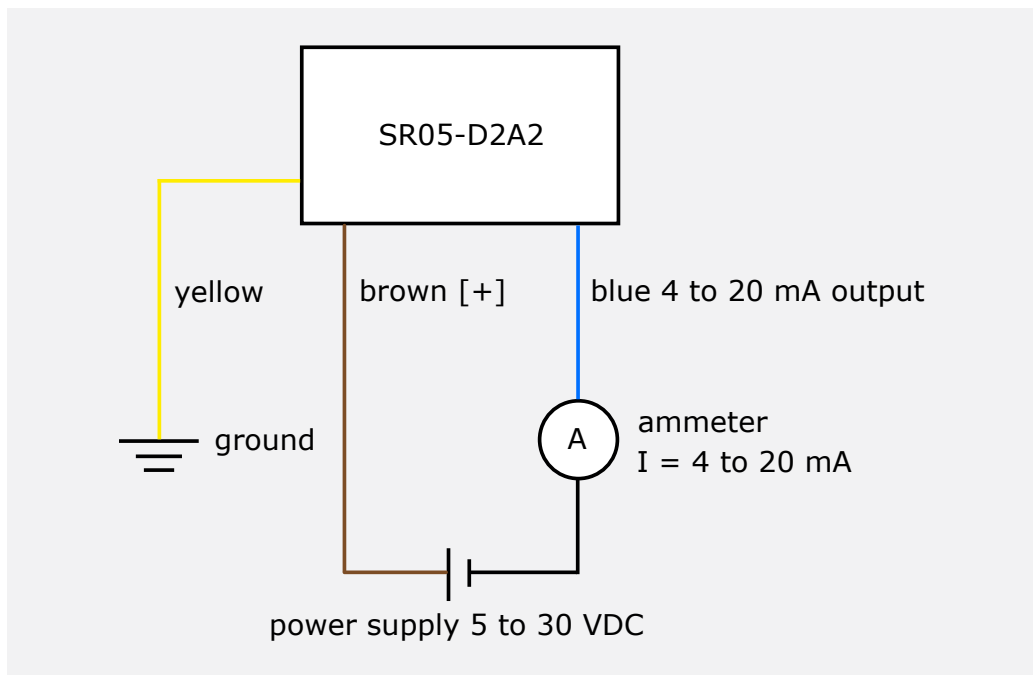 SR05-D2A2
yellow
brown [+]
blue 4 to 20 mA output
ground
A
ammeter
I = 4 to 20 mA
power supply 5 to 30 VDC